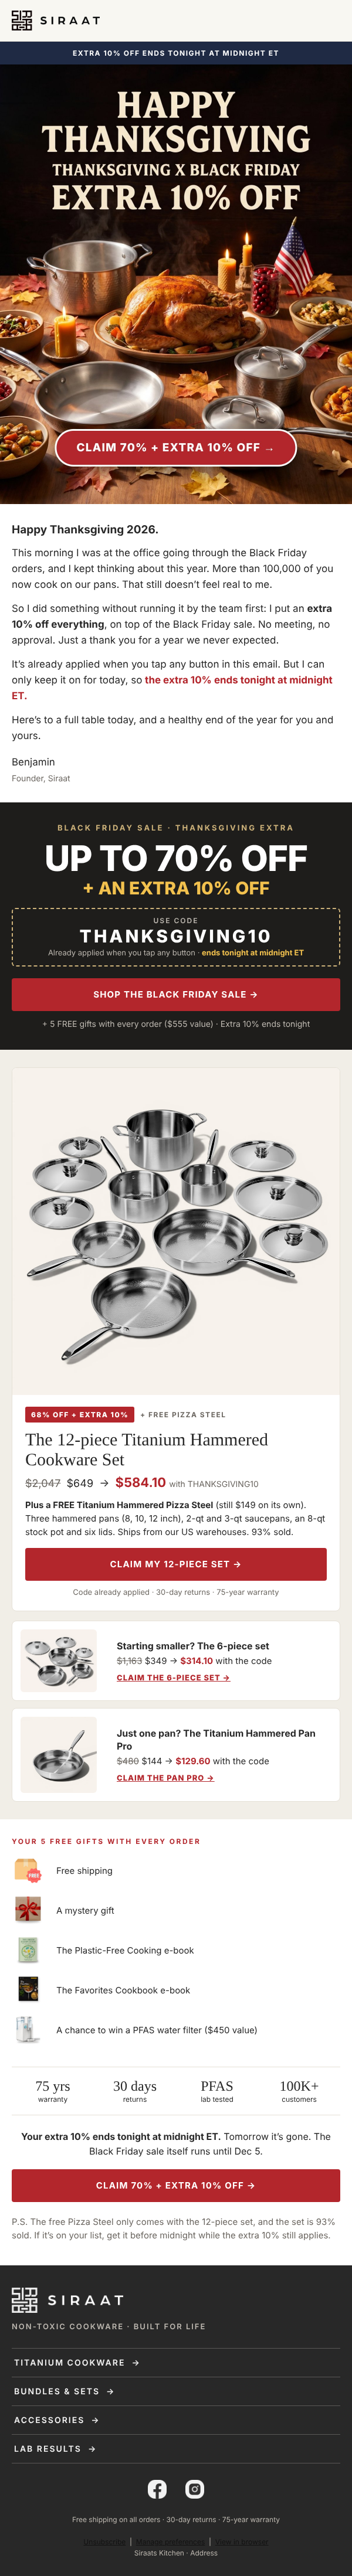 SIRAAT
EXTRA 10% OFF ENDS TONIGHT AT MIDNIGHT ET
HAPPY
THANKSGIVING
THANKSGIVING X BLACK FRIDAY
EXTRA 10% OFF
CLAIM 70% + EXTRA 10% OFF →
Happy Thanksgiving 2026.
This morning I was at the office going through the Black Friday
orders, and I kept thinking about this year. More than 100,000 of you
now cook on our pans. That still doesn't feel real to me.
So I did something without running it by the team first: I put an extra
10% off everything, on top of the Black Friday sale. No meeting, no
approval. Just a thank you for a year we never expected.
It's already applied when you tap any button in this email. But I can
only keep it on for today, so the extra 10% ends tonight at midnight
ET.
Here's to a full table today, and a healthy end of the year for you and
yours.
Benjamin
Founder, Siraat
BLACK FRIDAY SALE · THANKSGIVING EXTRA
UP TO 70% OFF
+ AN EXTRA 10% OFF
USE CODE
THANKSGIVING10
Already applied when you tap any button · ends tonight at midnight ET
SHOP THE BLACK FRIDAY SALE →
+ 5 FREE gifts with every order ($555 value) · Extra 10% ends tonight
68% OFF + EXTRA 10% + FREE PIZZA STEEL
The 12-piece Titanium Hammered
Cookware Set
$2,047 $649 → $584.10 with THANKSGIVING10
Plus a FREE Titanium Hammered Pizza Steel (still $149 on its own).
Three hammered pans (8, 10, 12 inch), 2-qt and 3-qt saucepans, an 8-qt
stock pot and six lids. Ships from our US warehouses. 93% sold.
CLAIM MY 12-PIECE SET →
Code already applied · 30-day returns · 75-year warranty
Starting smaller? The 6-piece set
$1,163 $349 → $314.10 with the code
CLAIM THE 6-PIECE SET →
Just one pan? The Titanium Hammered Pan
Pro
$480 $144 → $129.60 with the code
CLAIM THE PAN PRO →
YOUR 5 FREE GIFTS WITH EVERY ORDER
FREE
Free shipping
A mystery gift
The Plastic-Free Cooking e-book
The Favorites Cookbook e-book
A chance to win a PFAS water filter ($450 value)
75 yrs 30 days PFAS 100K+
warranty returns lab tested customers
Your extra 10% ends tonight at midnight ET. Tomorrow it's gone. The
Black Friday sale itself runs until Dec 5.
CLAIM 70% + EXTRA 10% OFF →
P.S. The free Pizza Steel only comes with the 12-piece set, and the set is 93%
sold. If it's on your list, get it before midnight while the extra 10% still applies.
SIRAAT
NON-TOXIC COOKWARE · BUILT FOR LIFE
TITANIUM COOKWARE →
BUNDLES & SETS →
ACCESSORIES →
LAB RESULTS →
Free shipping on all orders · 30-day returns · 75-year warranty
Unsubscribe | Manage preferences | View in browser
Siraats Kitchen · Address